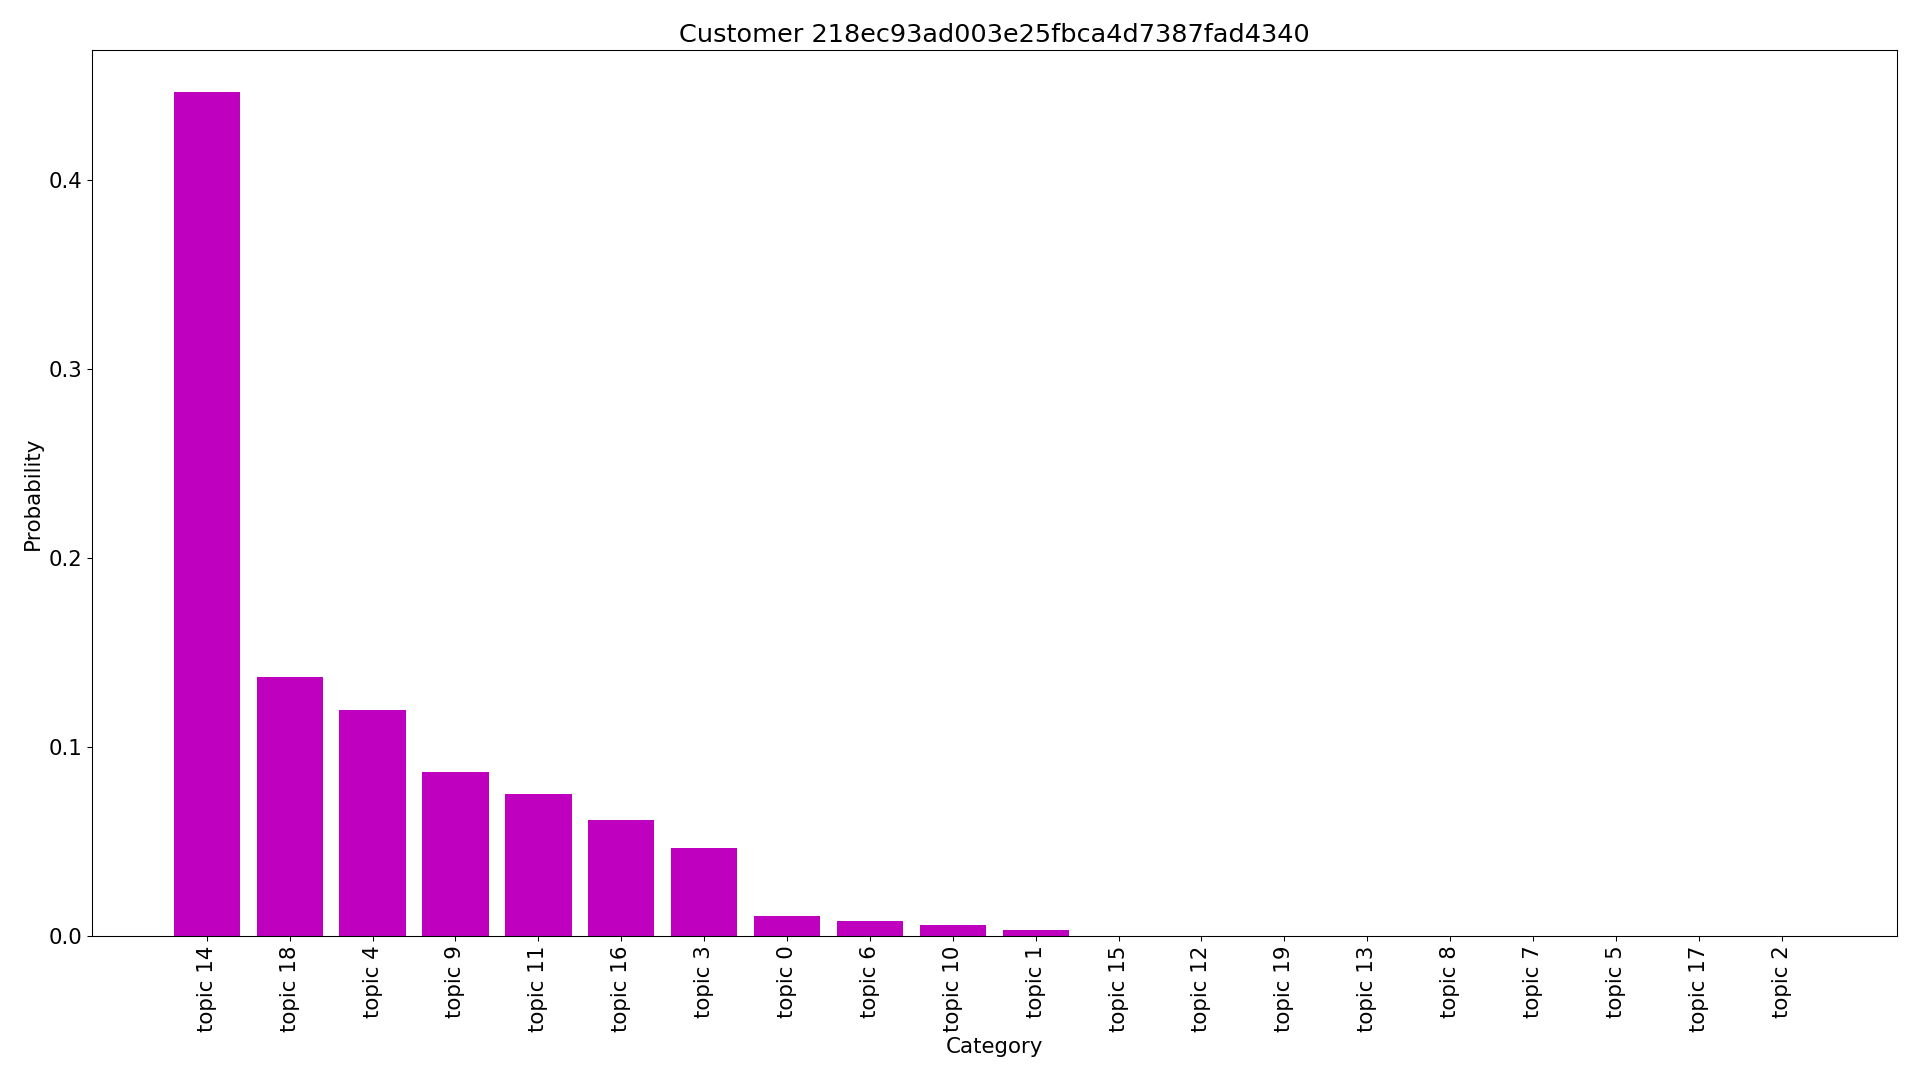 Customer 218ec93ad003e25fbca4d7387fad4340
Probability
0.4
0.3
0.2
0.1
0.0
topic 14
topic 18
topic 4
topic 9
topic 11
topic 16
topic 3
topic 0
topic 6
topic 10
topic 1
topic 15
topic 12
topic 19
topic 13
topic 8
topic 7
topic 5
topic 17
topic 2
Category